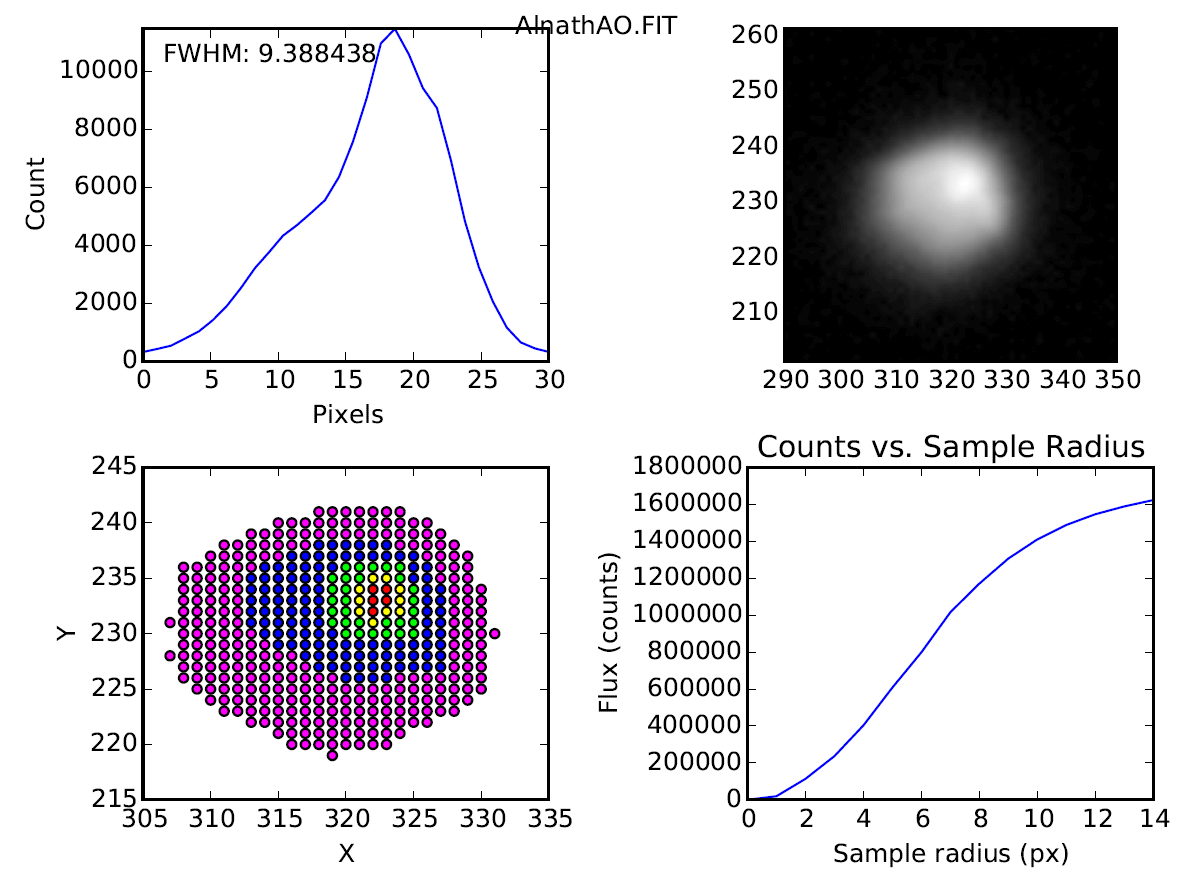 AlnathAO.FIT
FWHM: 9.388438
10000
8000
6000
4000
2000
0
Count
0 5 10 15 20 25 30
Pixels
260
250
240
230
220
210
290 300 310 320 330 340 350
245
240
235
230
225
220
215
Y
305 310 315 320 325 330 335
X
Counts vs. Sample Radius
1800000
1600000
1400000
1200000
1000000
800000
600000
400000
200000
0
Flux (counts)
0 2 4 6 8 10 12 14
Sample radius (px)